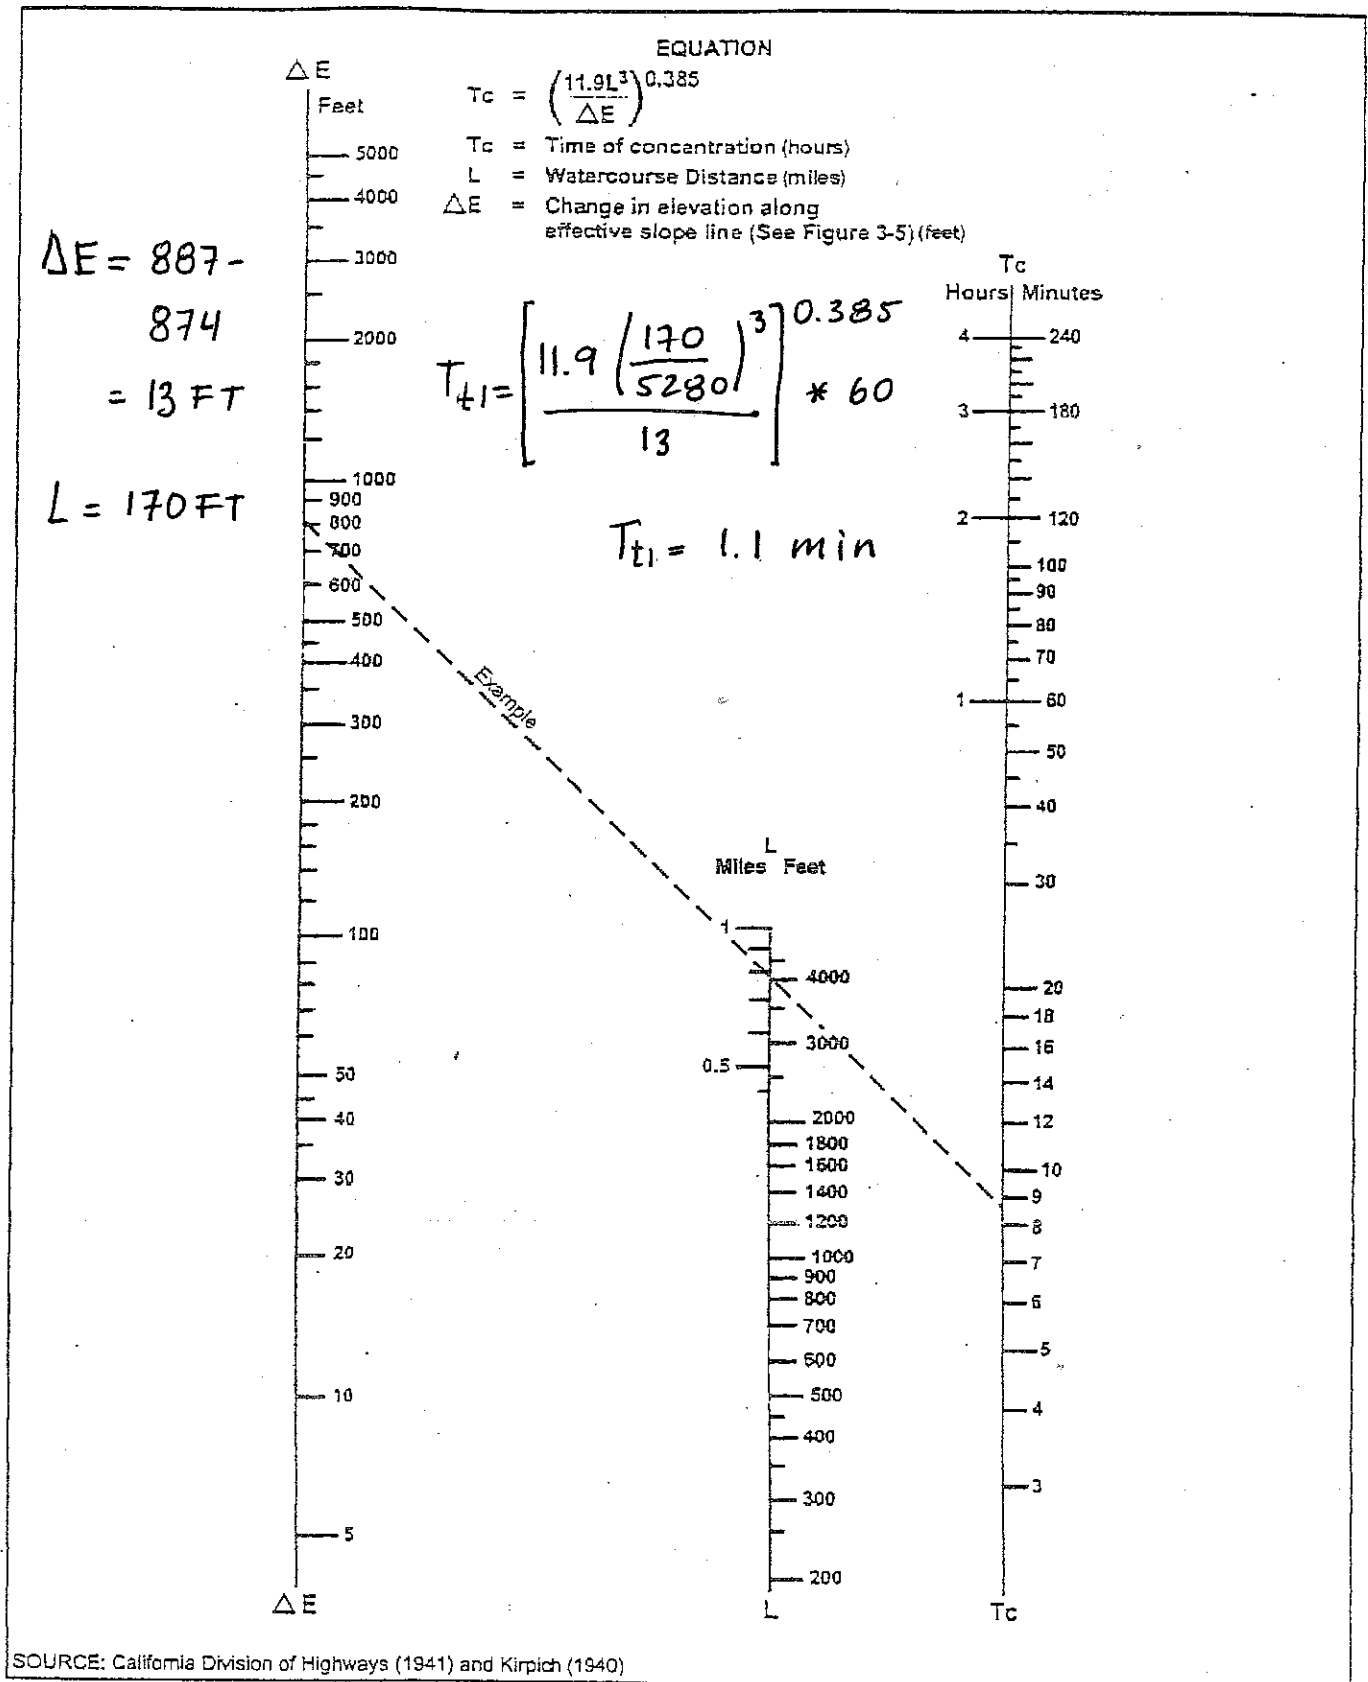 EQUATION
Tc = (11.9L³ / ΔE)^0.385
Tc = Time of concentration (hours)
L = Watercourse Distance (miles)
ΔE = Change in elevation along
effective slope line (See Figure 3-5) (feet)
ΔE
Feet
5000
4000
3000
2000
1000
900
800
700
600
500
400
300
200
100
50
40
30
20
10
5
ΔE
ΔE = 887-
874
= 13 FT
L = 170 FT
Tt1 = [11.9 (170 / 5280)³ / 13]^0.385 * 60
Tt1 = 1.1 min
Example
L
Miles Feet
1
4000
3000
0.5
2000
1800
1600
1400
1200
1000
900
800
700
600
500
400
300
200
L
Tc
Hours Minutes
4 240
3 180
2 120
100
90
80
70
1 60
50
40
30
20
18
16
14
12
10
9
8
7
6
5
4
3
Tc
SOURCE: California Division of Highways (1941) and Kirpich (1940)